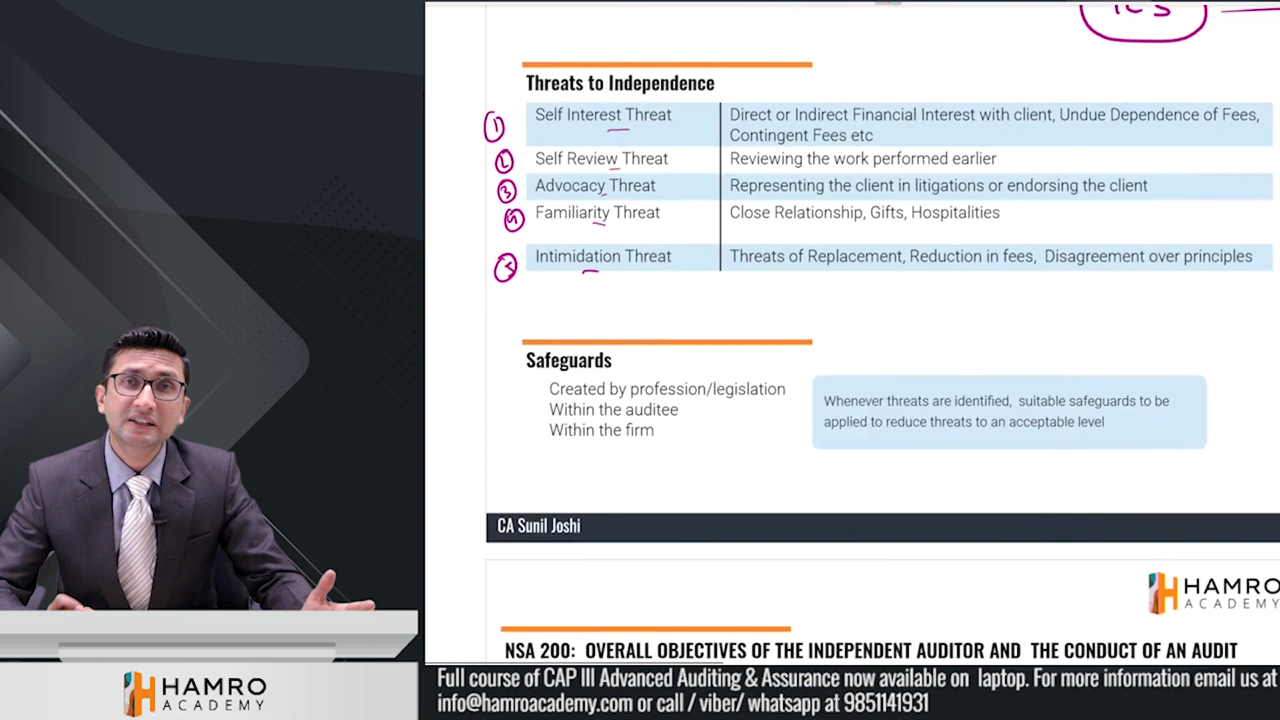 Threats to Independence
① Self Interest Threat Direct or Indirect Financial Interest with client, Undue Dependence of Fees,
Contingent Fees etc
② Self Review Threat Reviewing the work performed earlier
③ Advocacy Threat Representing the client in litigations or endorsing the client
④ Familiarity Threat Close Relationship, Gifts, Hospitalities
⑤ Intimidation Threat Threats of Replacement, Reduction in fees, Disagreement over principles
Safeguards
Created by profession/legislation
Within the auditee
Within the firm
Whenever threats are identified, suitable safeguards to be
applied to reduce threats to an acceptable level
CA Sunil Joshi
HAMRO
ACADEMY
NSA 200: OVERALL OBJECTIVES OF THE INDEPENDENT AUDITOR AND THE CONDUCT OF AN AUDIT
HAMRO
ACADEMY
Full course of CAP III Advanced Auditing & Assurance now available on laptop. For more information email us at
info@hamroacademy.com or call / viber/ whatsapp at 9851141931